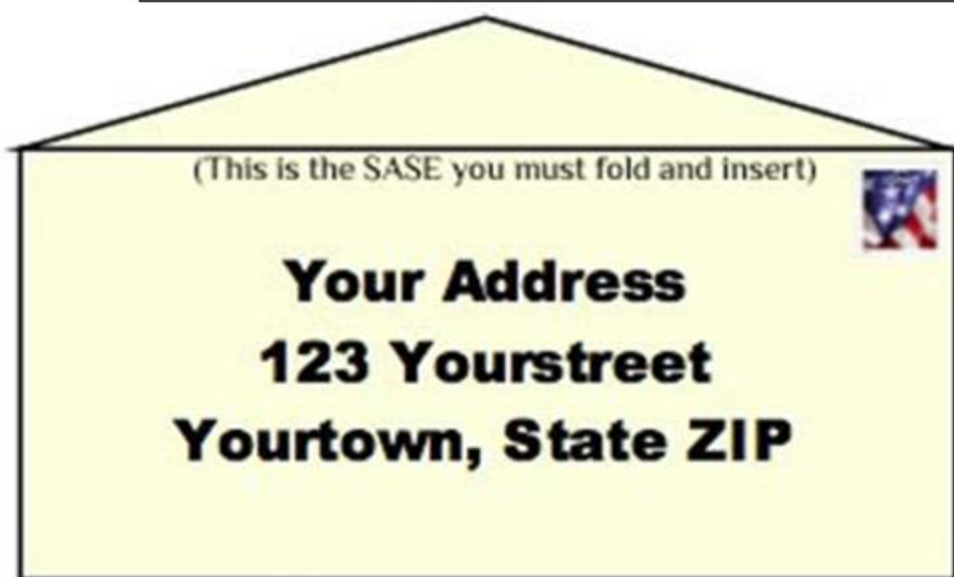 (This is the SASE you must fold and insert)
Your Address
123 Yourstreet
Yourtown, State ZIP